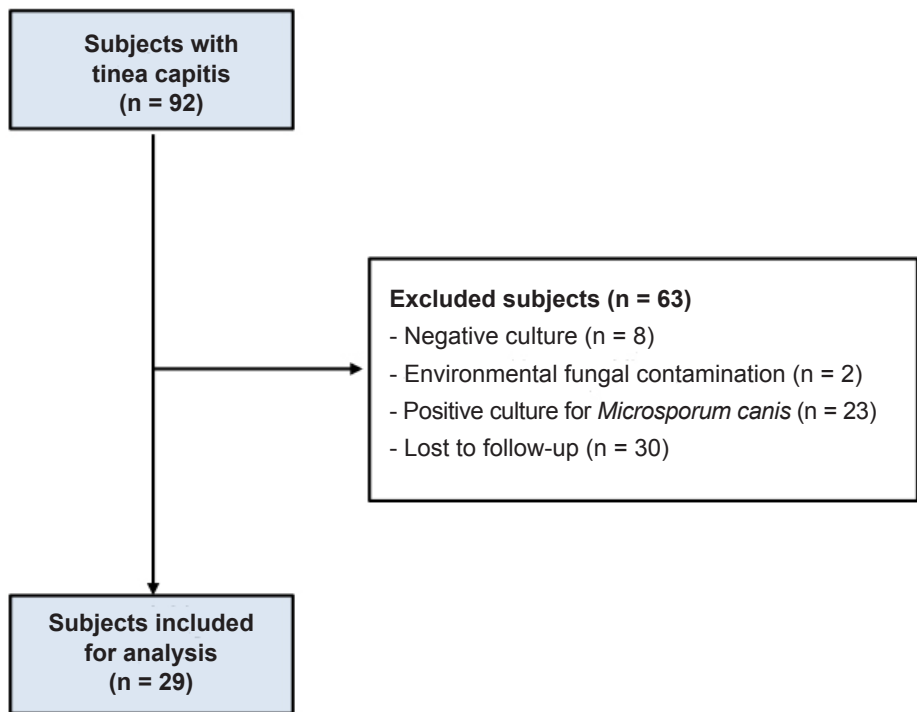 Subjects with
tinea capitis
(n = 92)
Excluded subjects (n = 63)
- Negative culture (n = 8)
- Environmental fungal contamination (n = 2)
- Positive culture for Microsporum canis (n = 23)
- Lost to follow-up (n = 30)
Subjects included
for analysis
(n = 29)